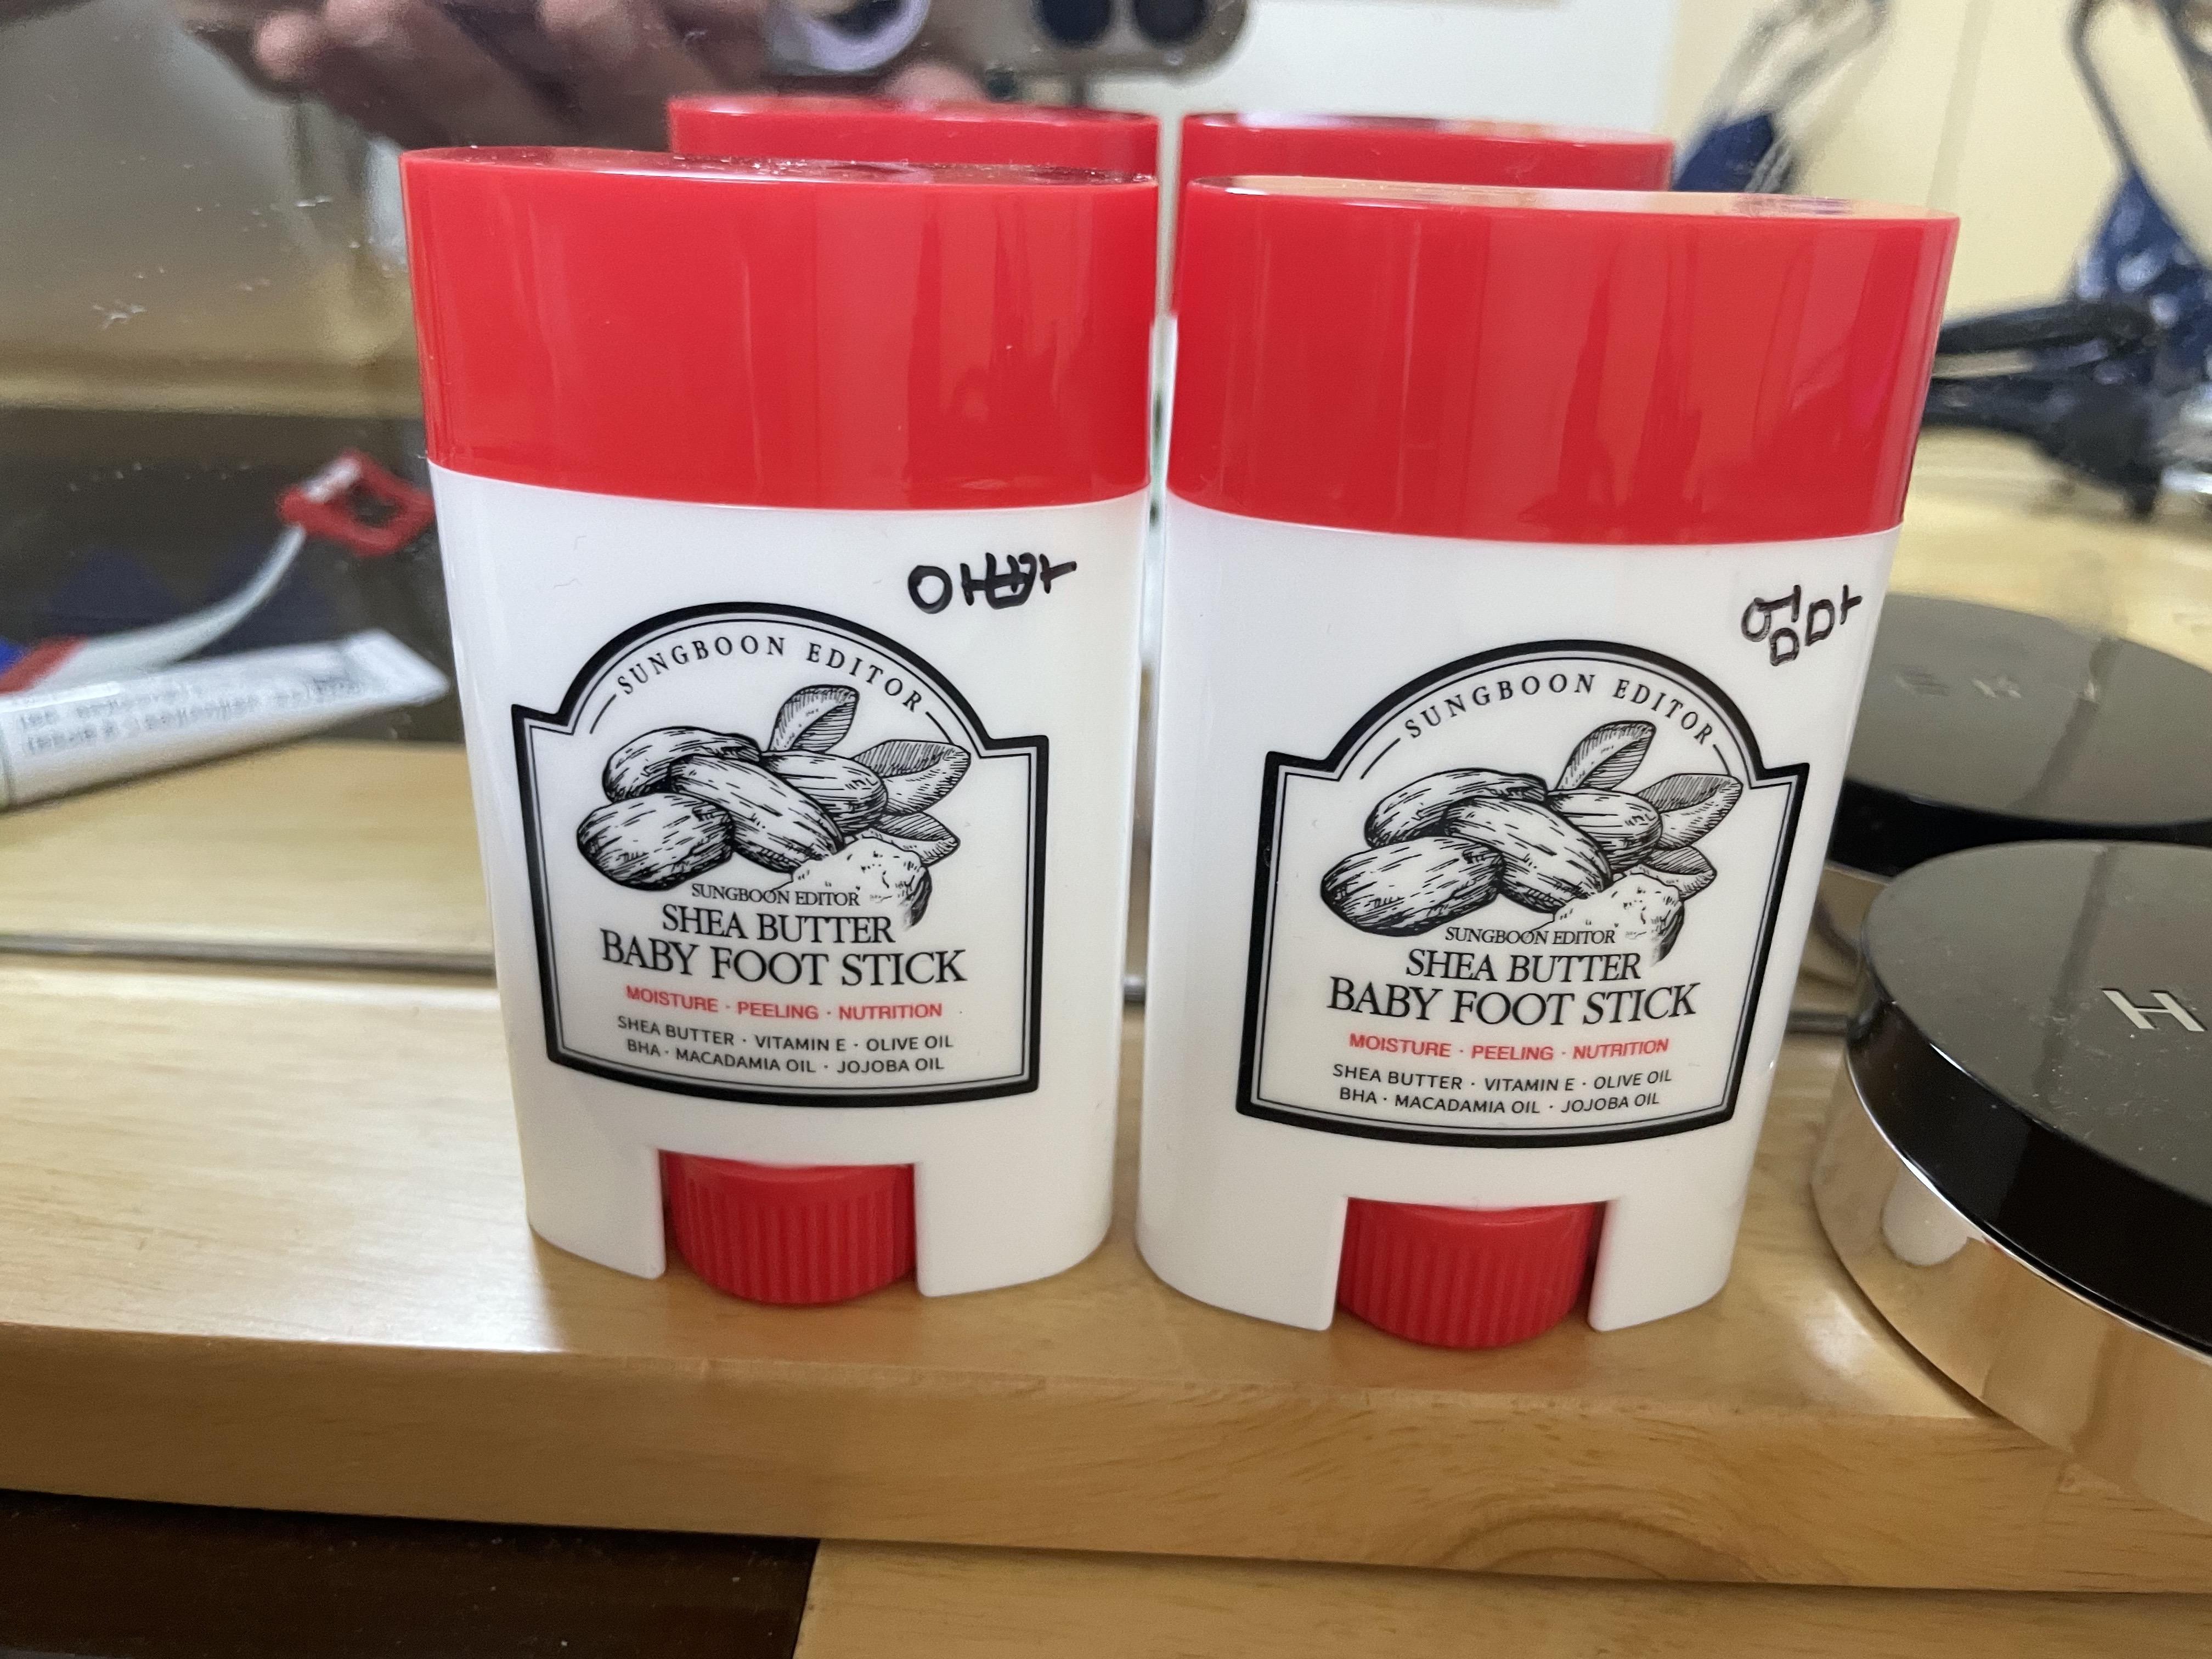 아빠
SUNGBOON EDITOR
SUNGBOON EDITOR
SHEA BUTTER
BABY FOOT STICK
MOISTURE · PEELING · NUTRITION
SHEA BUTTER · VITAMIN E · OLIVE OIL
BHA · MACADAMIA OIL · JOJOBA OIL
엄마
SUNGBOON EDITOR
SUNGBOON EDITOR
SHEA BUTTER
BABY FOOT STICK
MOISTURE · PEELING · NUTRITION
SHEA BUTTER · VITAMIN E · OLIVE OIL
BHA · MACADAMIA OIL · JOJOBA OIL
H